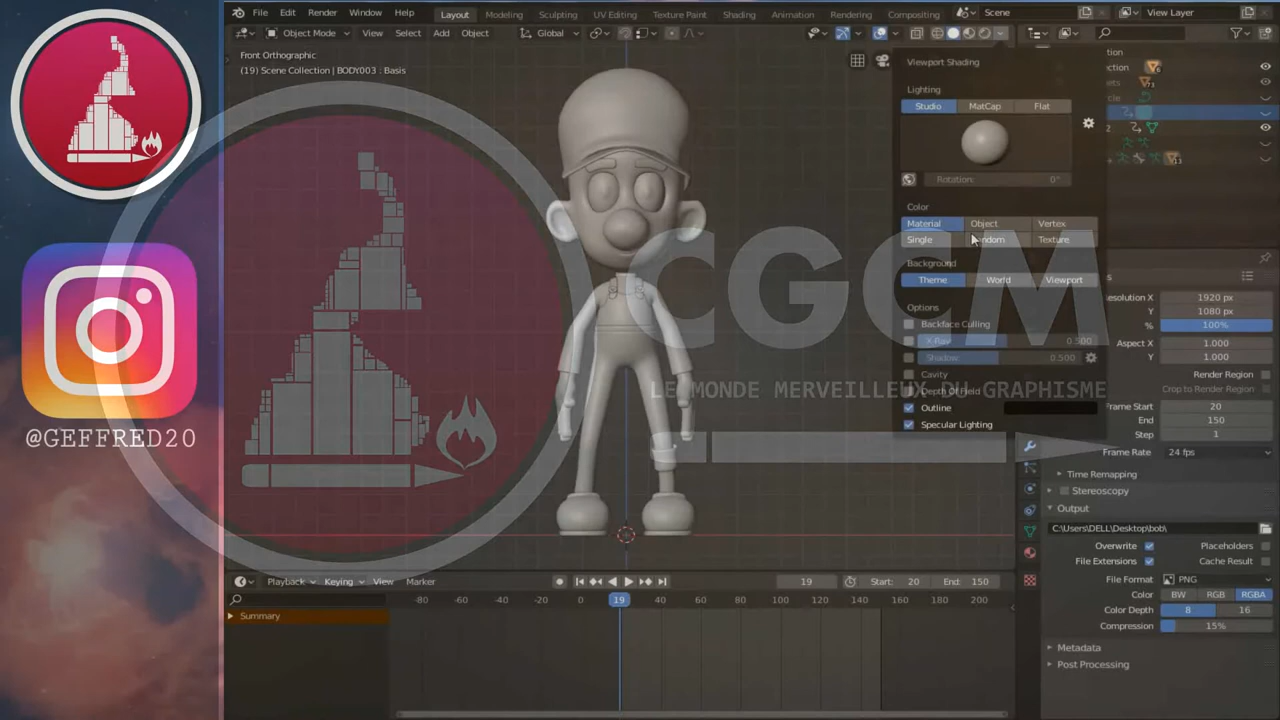 File Edit Render Window Help
Layout Modeling Sculpting UV Editing Texture Paint Shading Animation Rendering Compositing
Scene View Layer
Object Mode View Select Add Object Global
Front Orthographic
(19) Scene Collection | BODY003 . Basis
Viewport Shading
Lighting
Studio MatCap Flat
Rotation: 0°
Color
Material Object Vertex
Single Texture
Background
Theme World Viewport
Options
Backface Culling
X-Ray 0.500
Shadow: 0.500
Cavity
Depth Of Field
Outline
Specular Lighting
CGCM
LE MONDE MERVEILLEUX DU GRAPHISME
@GEFFRED20
esolution X 1920 px
Y 1080 px
% 100%
Aspect X 1.000
Y 1.000
Render Region
Crop to Render Region
Frame Start 20
End 150
Step 1
Frame Rate 24 fps
Time Remapping
Stereoscopy
Output
C:\Users\DELL\Desktop\bob\
Overwrite Placeholders
File Extensions Cache Result
File Format PNG
Color BW RGB RGBA
Color Depth 8 16
Compression 15%
Metadata
Post Processing
Playback Keying View Marker
19 Start: 20 End: 150
-80 -60 -40 -20 0 19 40 60 80 100 120 140 160 180 200
Summary